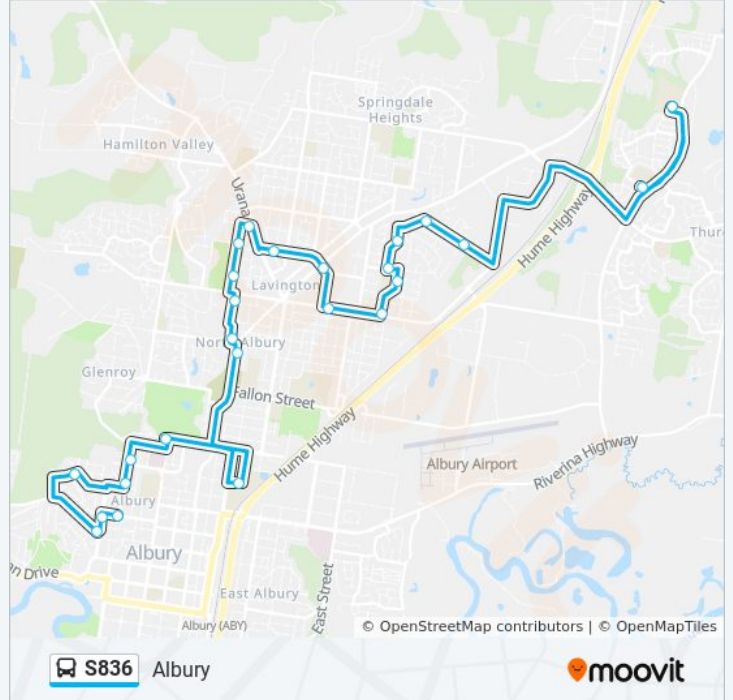 Springdale
Heights
Hamilton Valley
Urana
Hume Highway
Thur
Lavington
North Albury
Glenroy
Fallon Street
Hume Highway
Albury Airport
Riverina Highway
Albury
Albury
an Drive
East Albury
East Street
Albury (ABY)
© OpenStreetMap contributors | © OpenMapTiles
S836 Albury
moovit